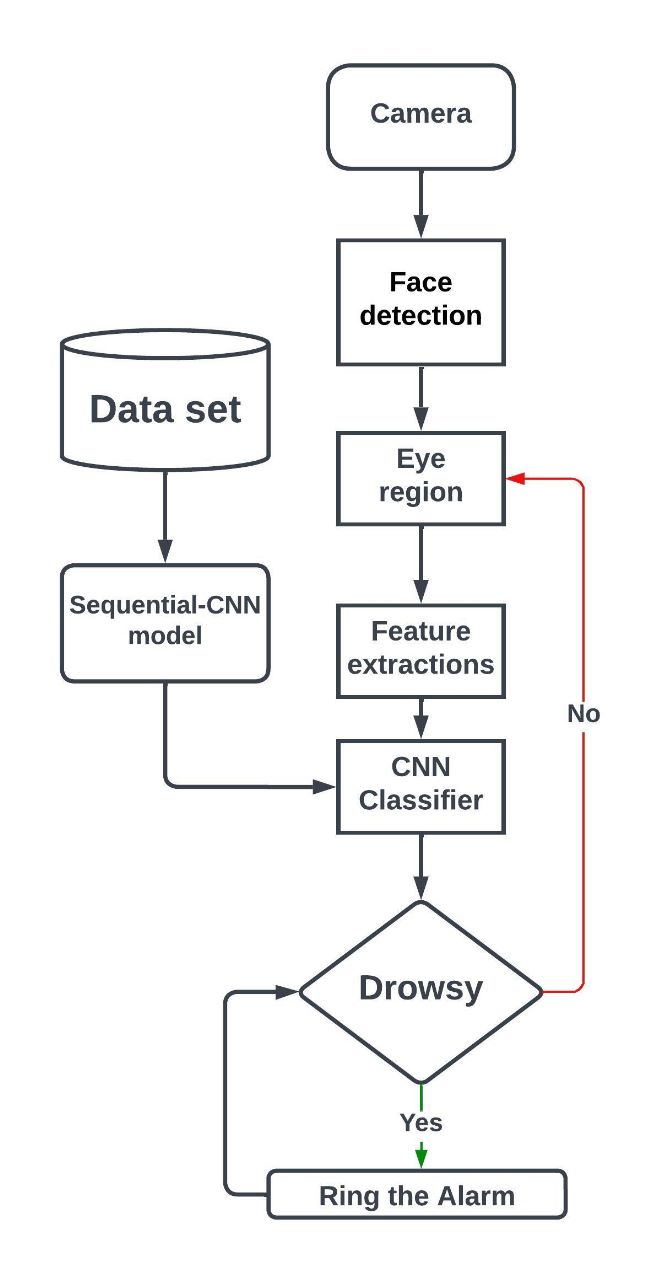 Camera
Face
detection
Data set
Eye
region
Sequential-CNN
model
Feature
extractions
No
CNN
Classifier
Drowsy
Yes
Ring the Alarm